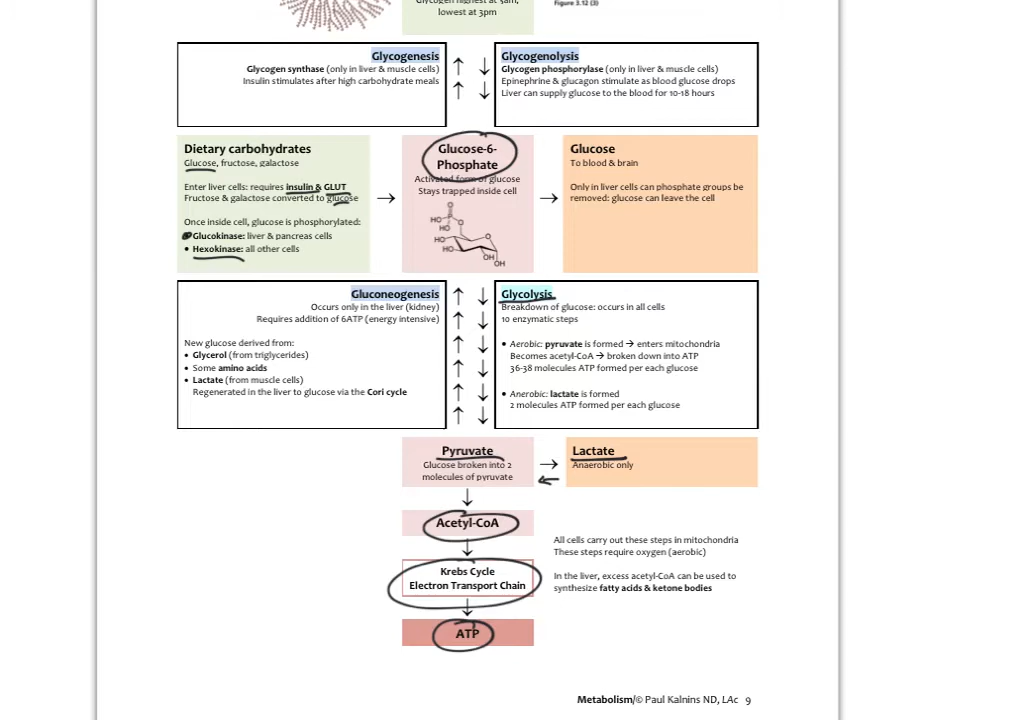 Glycogen highest at 5am,
lowest at 3pm
Figure 3.12 (3)
Glycogenesis
Glycogen synthase (only in liver & muscle cells)
Insulin stimulates after high carbohydrate meals
Glycogenolysis
Glycogen phosphorylase (only in liver & muscle cells)
Epinephrine & glucagon stimulate as blood glucose drops
Liver can supply glucose to the blood for 10-18 hours
Dietary carbohydrates
Glucose, fructose, galactose
Enter liver cells: requires insulin & GLUT
Fructose & galactose converted to glucose
Once inside cell, glucose is phosphorylated:
Glucokinase: liver & pancreas cells
• Hexokinase: all other cells
Glucose-6-
Phosphate
Activated form of glucose
Stays trapped inside cell
O
HO P O
HO
HO
HO
O
OH
OH
Glucose
To blood & brain
Only in liver cells can phosphate groups be
removed: glucose can leave the cell
Gluconeogenesis
Occurs only in the liver (kidney)
Requires addition of 6ATP (energy intensive)
New glucose derived from:
• Glycerol (from triglycerides)
• Some amino acids
• Lactate (from muscle cells)
Regenerated in the liver to glucose via the Cori cycle
Glycolysis
Breakdown of glucose: occurs in all cells
10 enzymatic steps
• Aerobic: pyruvate is formed → enters mitochondria
Becomes acetyl-CoA → broken down into ATP
36-38 molecules ATP formed per each glucose
• Anerobic: lactate is formed
2 molecules ATP formed per each glucose
Pyruvate
Glucose broken into 2
molecules of pyruvate
Lactate
Anaerobic only
Acetyl-CoA
Krebs Cycle
Electron Transport Chain
ATP
All cells carry out these steps in mitochondria
These steps require oxygen (aerobic)
In the liver, excess acetyl-CoA can be used to
synthesize fatty acids & ketone bodies
Metabolism/© Paul Kalnins ND, LAc 9